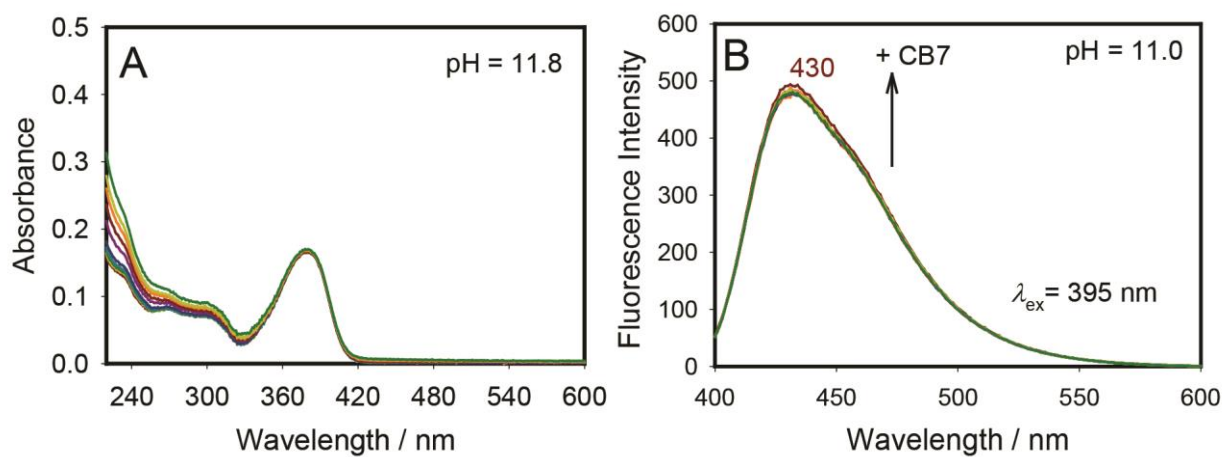 A
pH = 11.8
0.5
0.4
0.3
0.2
0.1
0.0
Absorbance
240 300 360 420 480 540 600
Wavelength / nm
B
430
+ CB7
pH = 11.0
λex= 395 nm
600
500
400
300
200
100
0
Fluorescence Intensity
400 450 500 550 600
Wavelength / nm